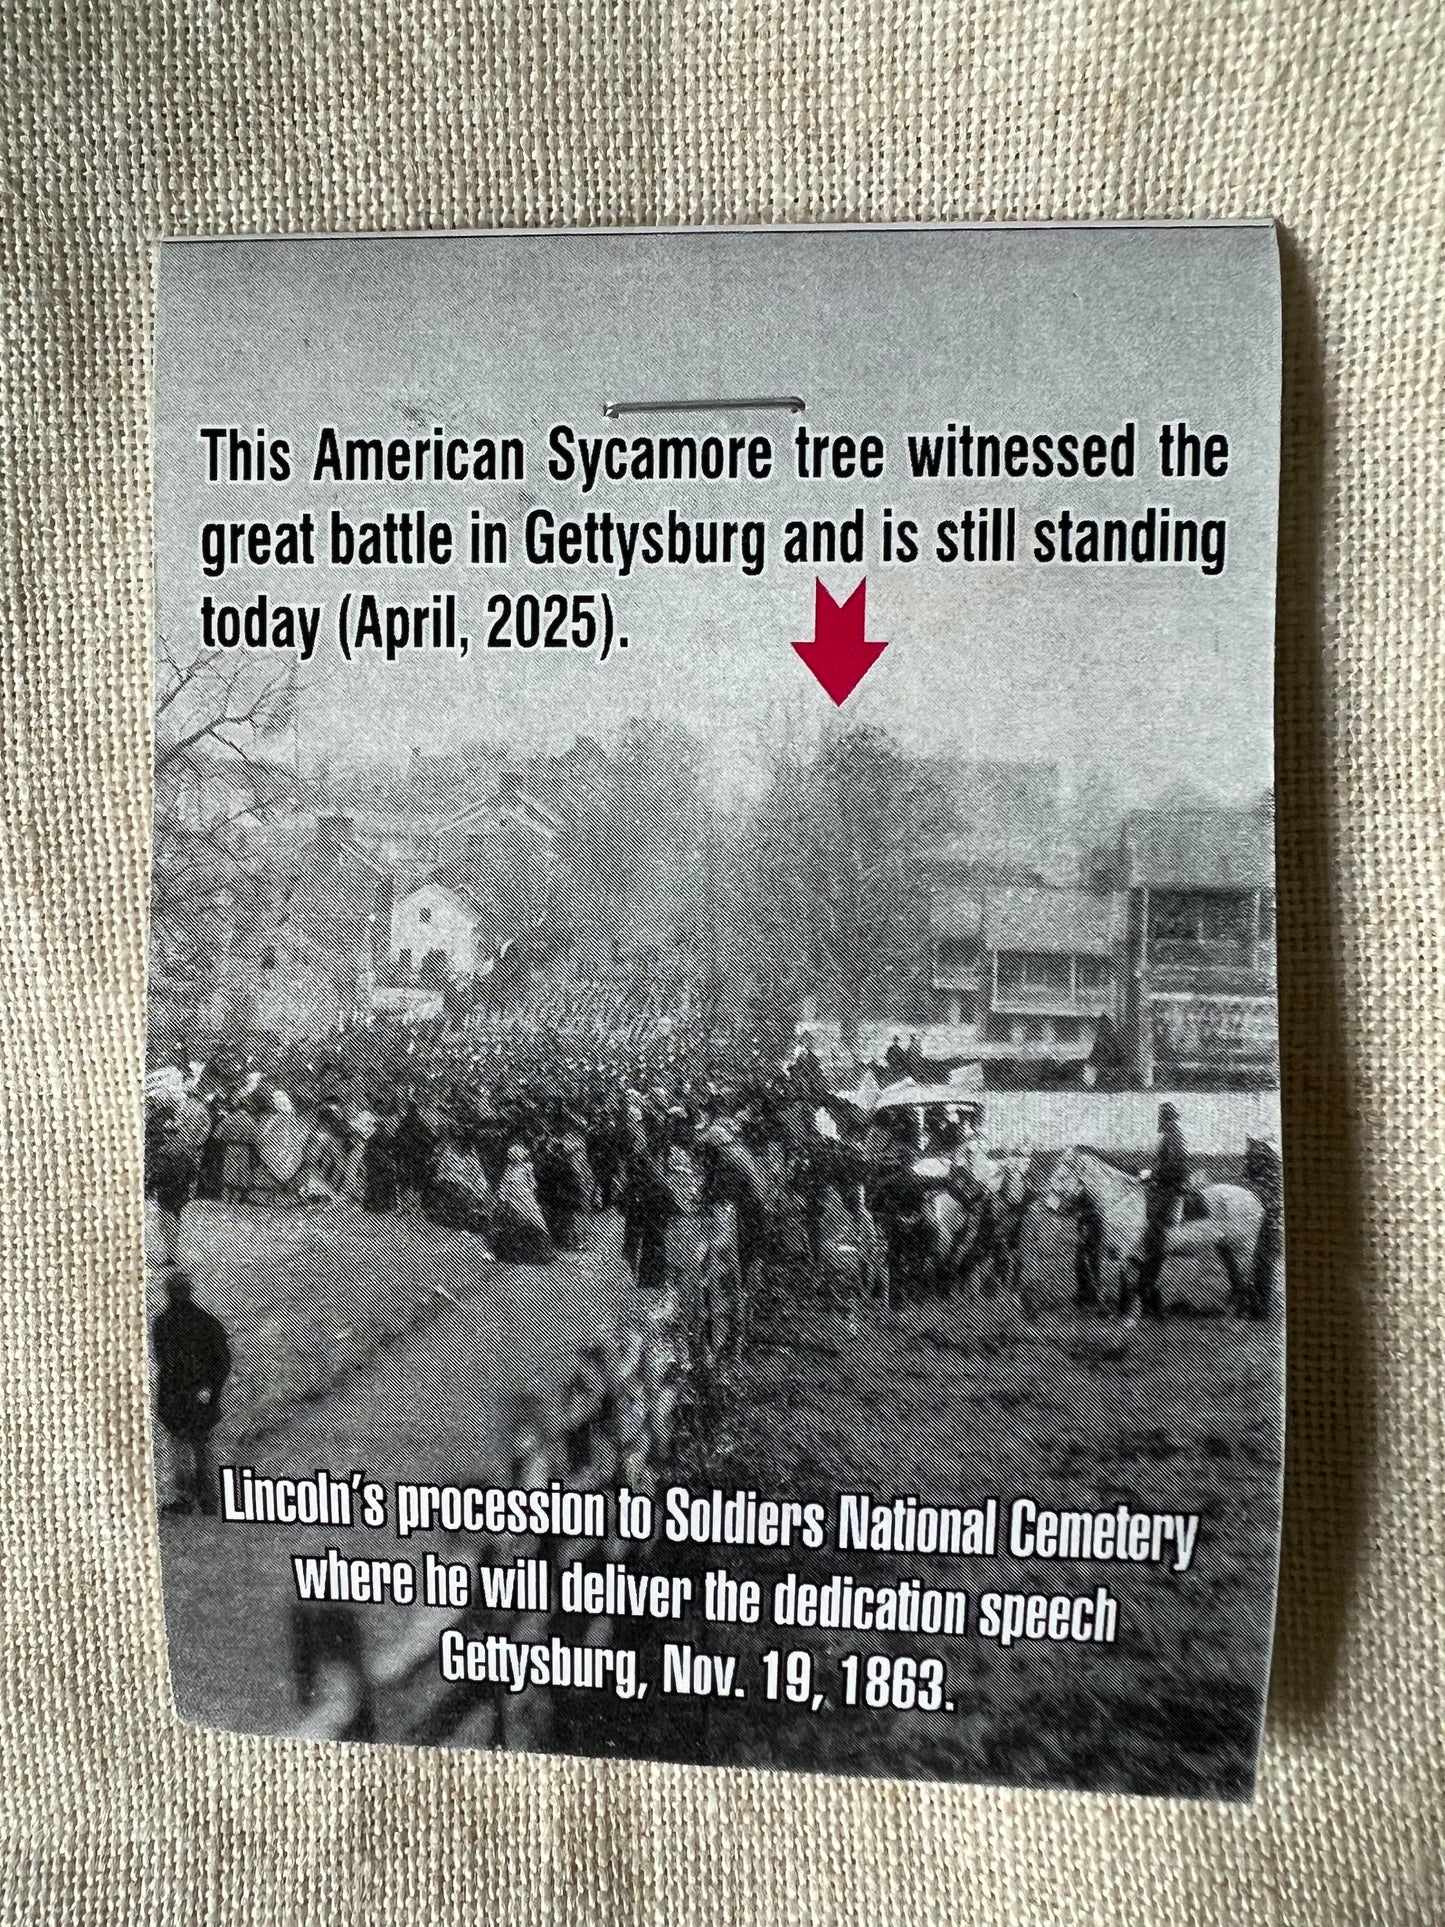 This American Sycamore tree witnessed the
great battle in Gettysburg and is still standing
today (April, 2025).
Lincoln's procession to Soldiers National Cemetery
where he will deliver the dedication speech
Gettysburg, Nov. 19, 1863.